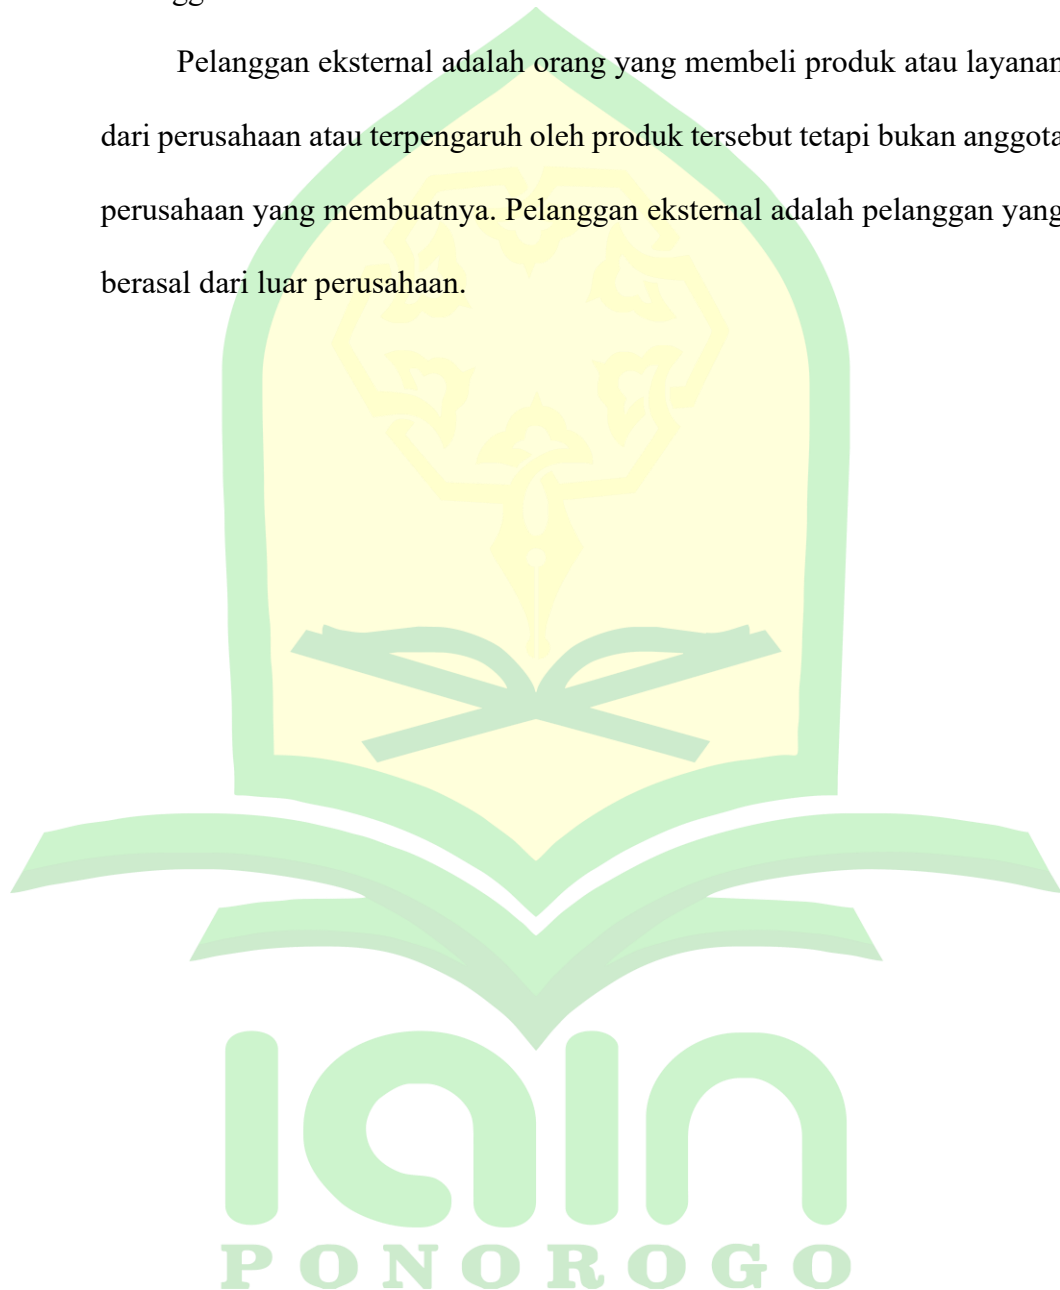 Pelanggan eksternal adalah orang yang membeli produk atau layanan
dari perusahaan atau terpengaruh oleh produk tersebut tetapi bukan anggota
perusahaan yang membuatnya. Pelanggan eksternal adalah pelanggan yang
berasal dari luar perusahaan.
iain
PONOROGO